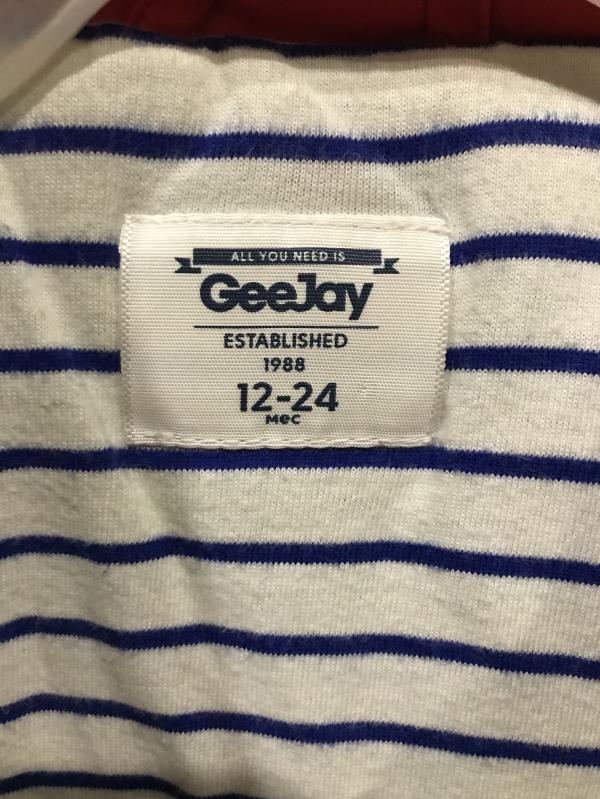 ALL YOU NEED IS
GeeJay
ESTABLISHED
1988
12-24
мес